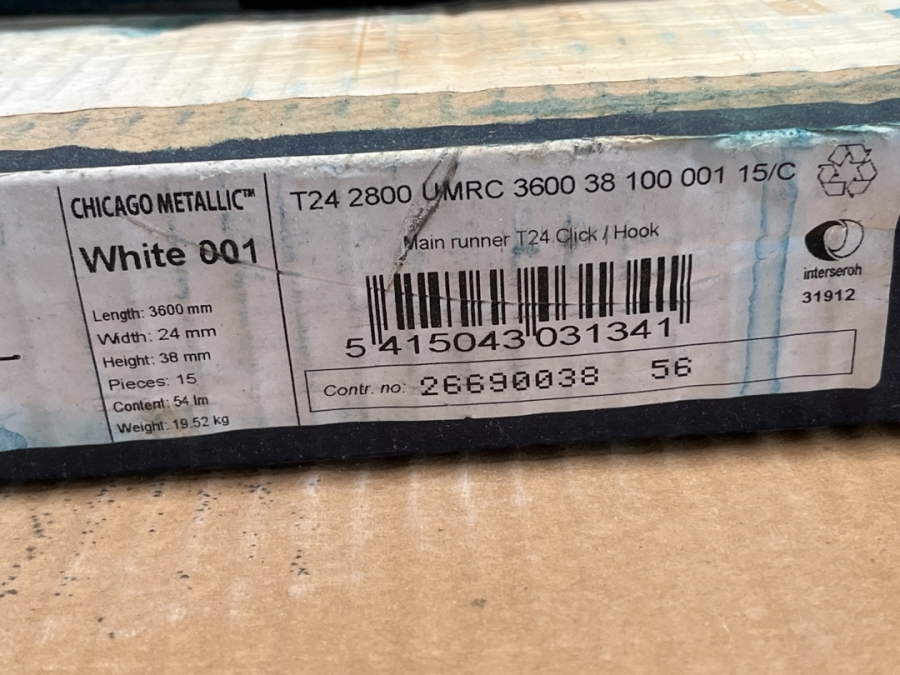 CHICAGO METALLIC™
White 001
Length: 3600 mm
Width: 24 mm
Height: 38 mm
Pieces: 15
Content: 54 lm
Weight: 19.52 kg
T24 2800 UMRC 3600 38 100 001 15/C
Main runner T24 Click / Hook
5 415043 031341
Contr. no: 26690038 56
interseroh
31912